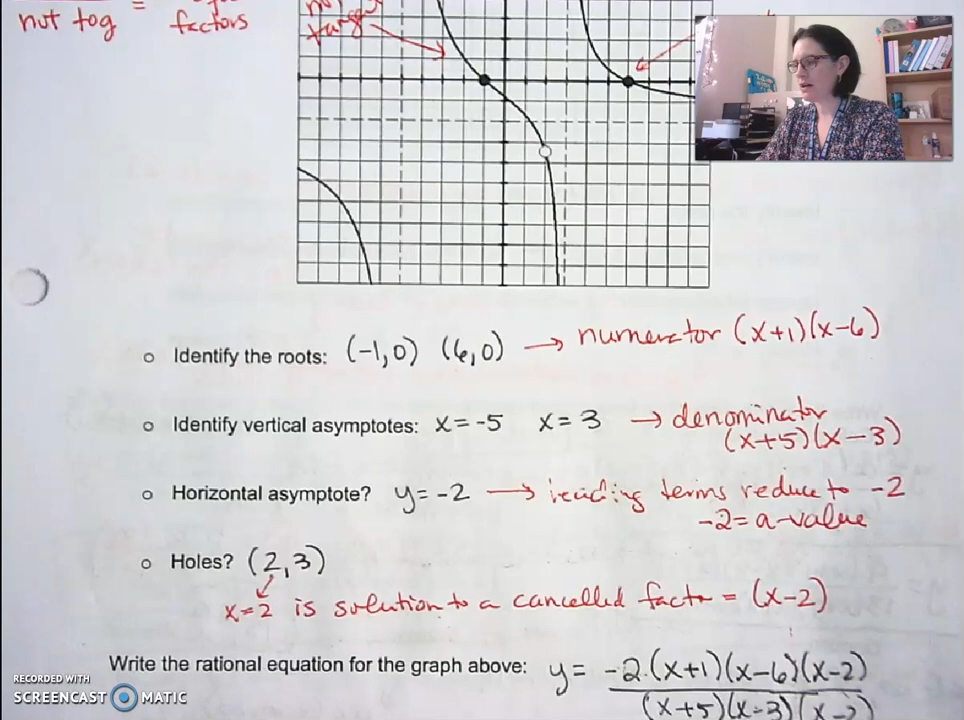 not tog = factors
○ Identify the roots: (-1,0) (6,0) → numerator (x+1)(x-6)
○ Identify vertical asymptotes: x=-5 x=3 → denominator
(x+5)(x-3)
○ Horizontal asymptote? y=-2 → leading terms reduce to -2
-2=a-value
○ Holes? (2,3)
x=2 is solution to a cancelled factor = (x-2)
Write the rational equation for the graph above: y= -2·(x+1)(x-6)(x-2)
(x+5)(x-3)(x-2)
RECORDED WITH
SCREENCAST MATIC